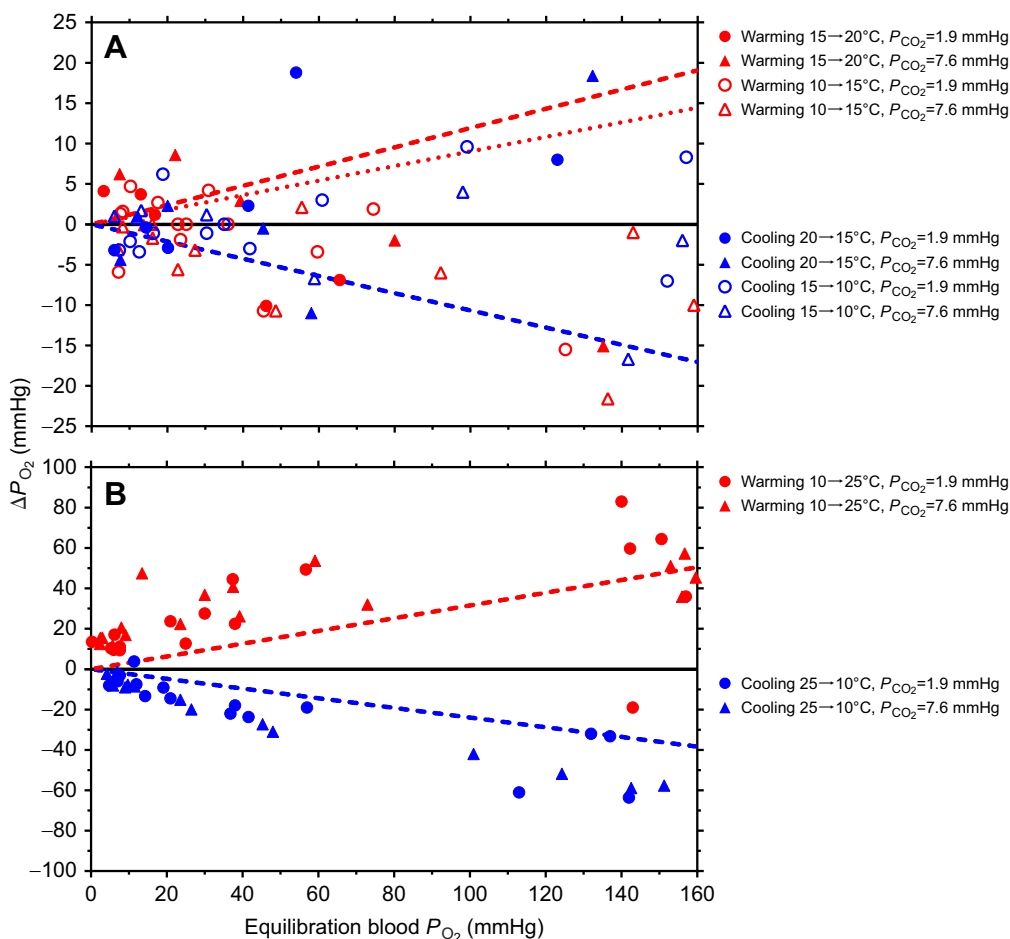 A
25
20
15
10
5
0
−5
−10
−15
−20
−25
Warming 15→20°C, PCO2=1.9 mmHg
Warming 15→20°C, PCO2=7.6 mmHg
Warming 10→15°C, PCO2=1.9 mmHg
Warming 10→15°C, PCO2=7.6 mmHg
Cooling 20→15°C, PCO2=1.9 mmHg
Cooling 20→15°C, PCO2=7.6 mmHg
Cooling 15→10°C, PCO2=1.9 mmHg
Cooling 15→10°C, PCO2=7.6 mmHg
ΔPO2 (mmHg)
B
100
80
60
40
20
0
−20
−40
−60
−80
−100
Warming 10→25°C, PCO2=1.9 mmHg
Warming 10→25°C, PCO2=7.6 mmHg
Cooling 25→10°C, PCO2=1.9 mmHg
Cooling 25→10°C, PCO2=7.6 mmHg
0 20 40 60 80 100 120 140 160
Equilibration blood PO2 (mmHg)